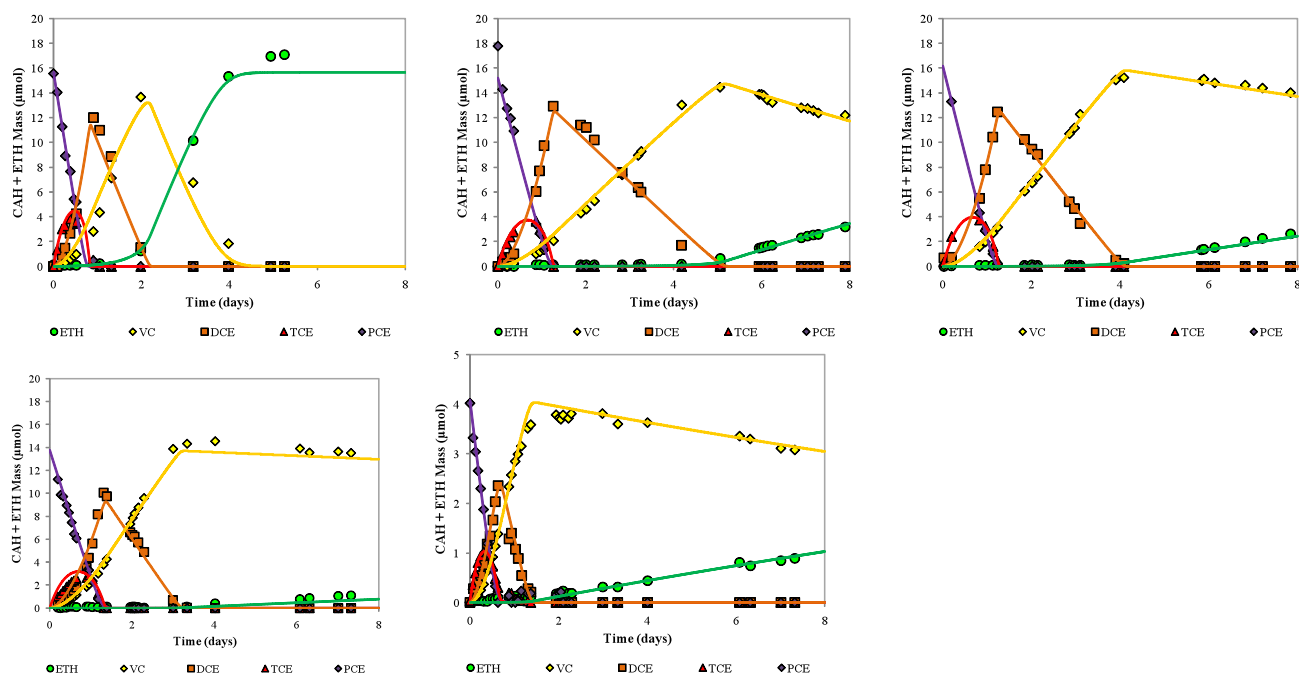 20
18
16
14
12
10
8
6
4
2
0
CAH + ETH Mass (µmol)
0 2 4 6 8
Time (days)
ETH VC DCE TCE PCE
20
18
16
14
12
10
8
6
4
2
0
CAH + ETH Mass (µmol)
0 2 4 6 8
Time (days)
ETH VC DCE TCE PCE
20
18
16
14
12
10
8
6
4
2
0
CAH + ETH Mass (µmol)
0 2 4 6 8
Time (days)
ETH VC DCE TCE PCE
20
18
16
14
12
10
8
6
4
2
0
CAH + ETH Mass (µmol)
0 2 4 6 8
Time (days)
ETH VC DCE TCE PCE
5
4
3
2
1
0
CAH + ETH Mass (µmol)
0 2 4 6 8
Time (days)
ETH VC DCE TCE PCE